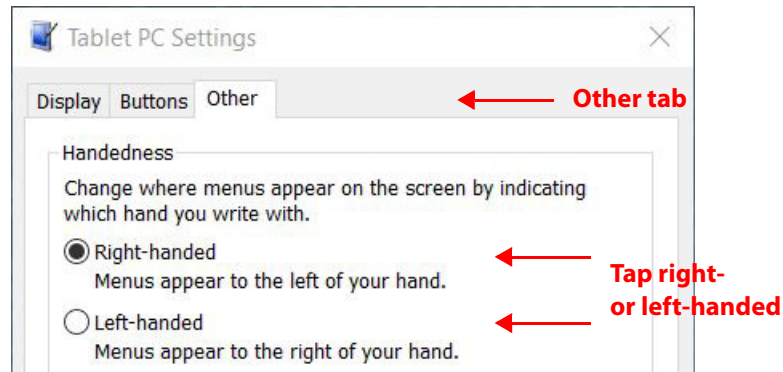 Tablet PC Settings
Display Buttons Other
Other tab
Handedness
Change where menus appear on the screen by indicating
which hand you write with.
Right-handed
Menus appear to the left of your hand.
Left-handed
Menus appear to the right of your hand.
Tap right-
or left-handed